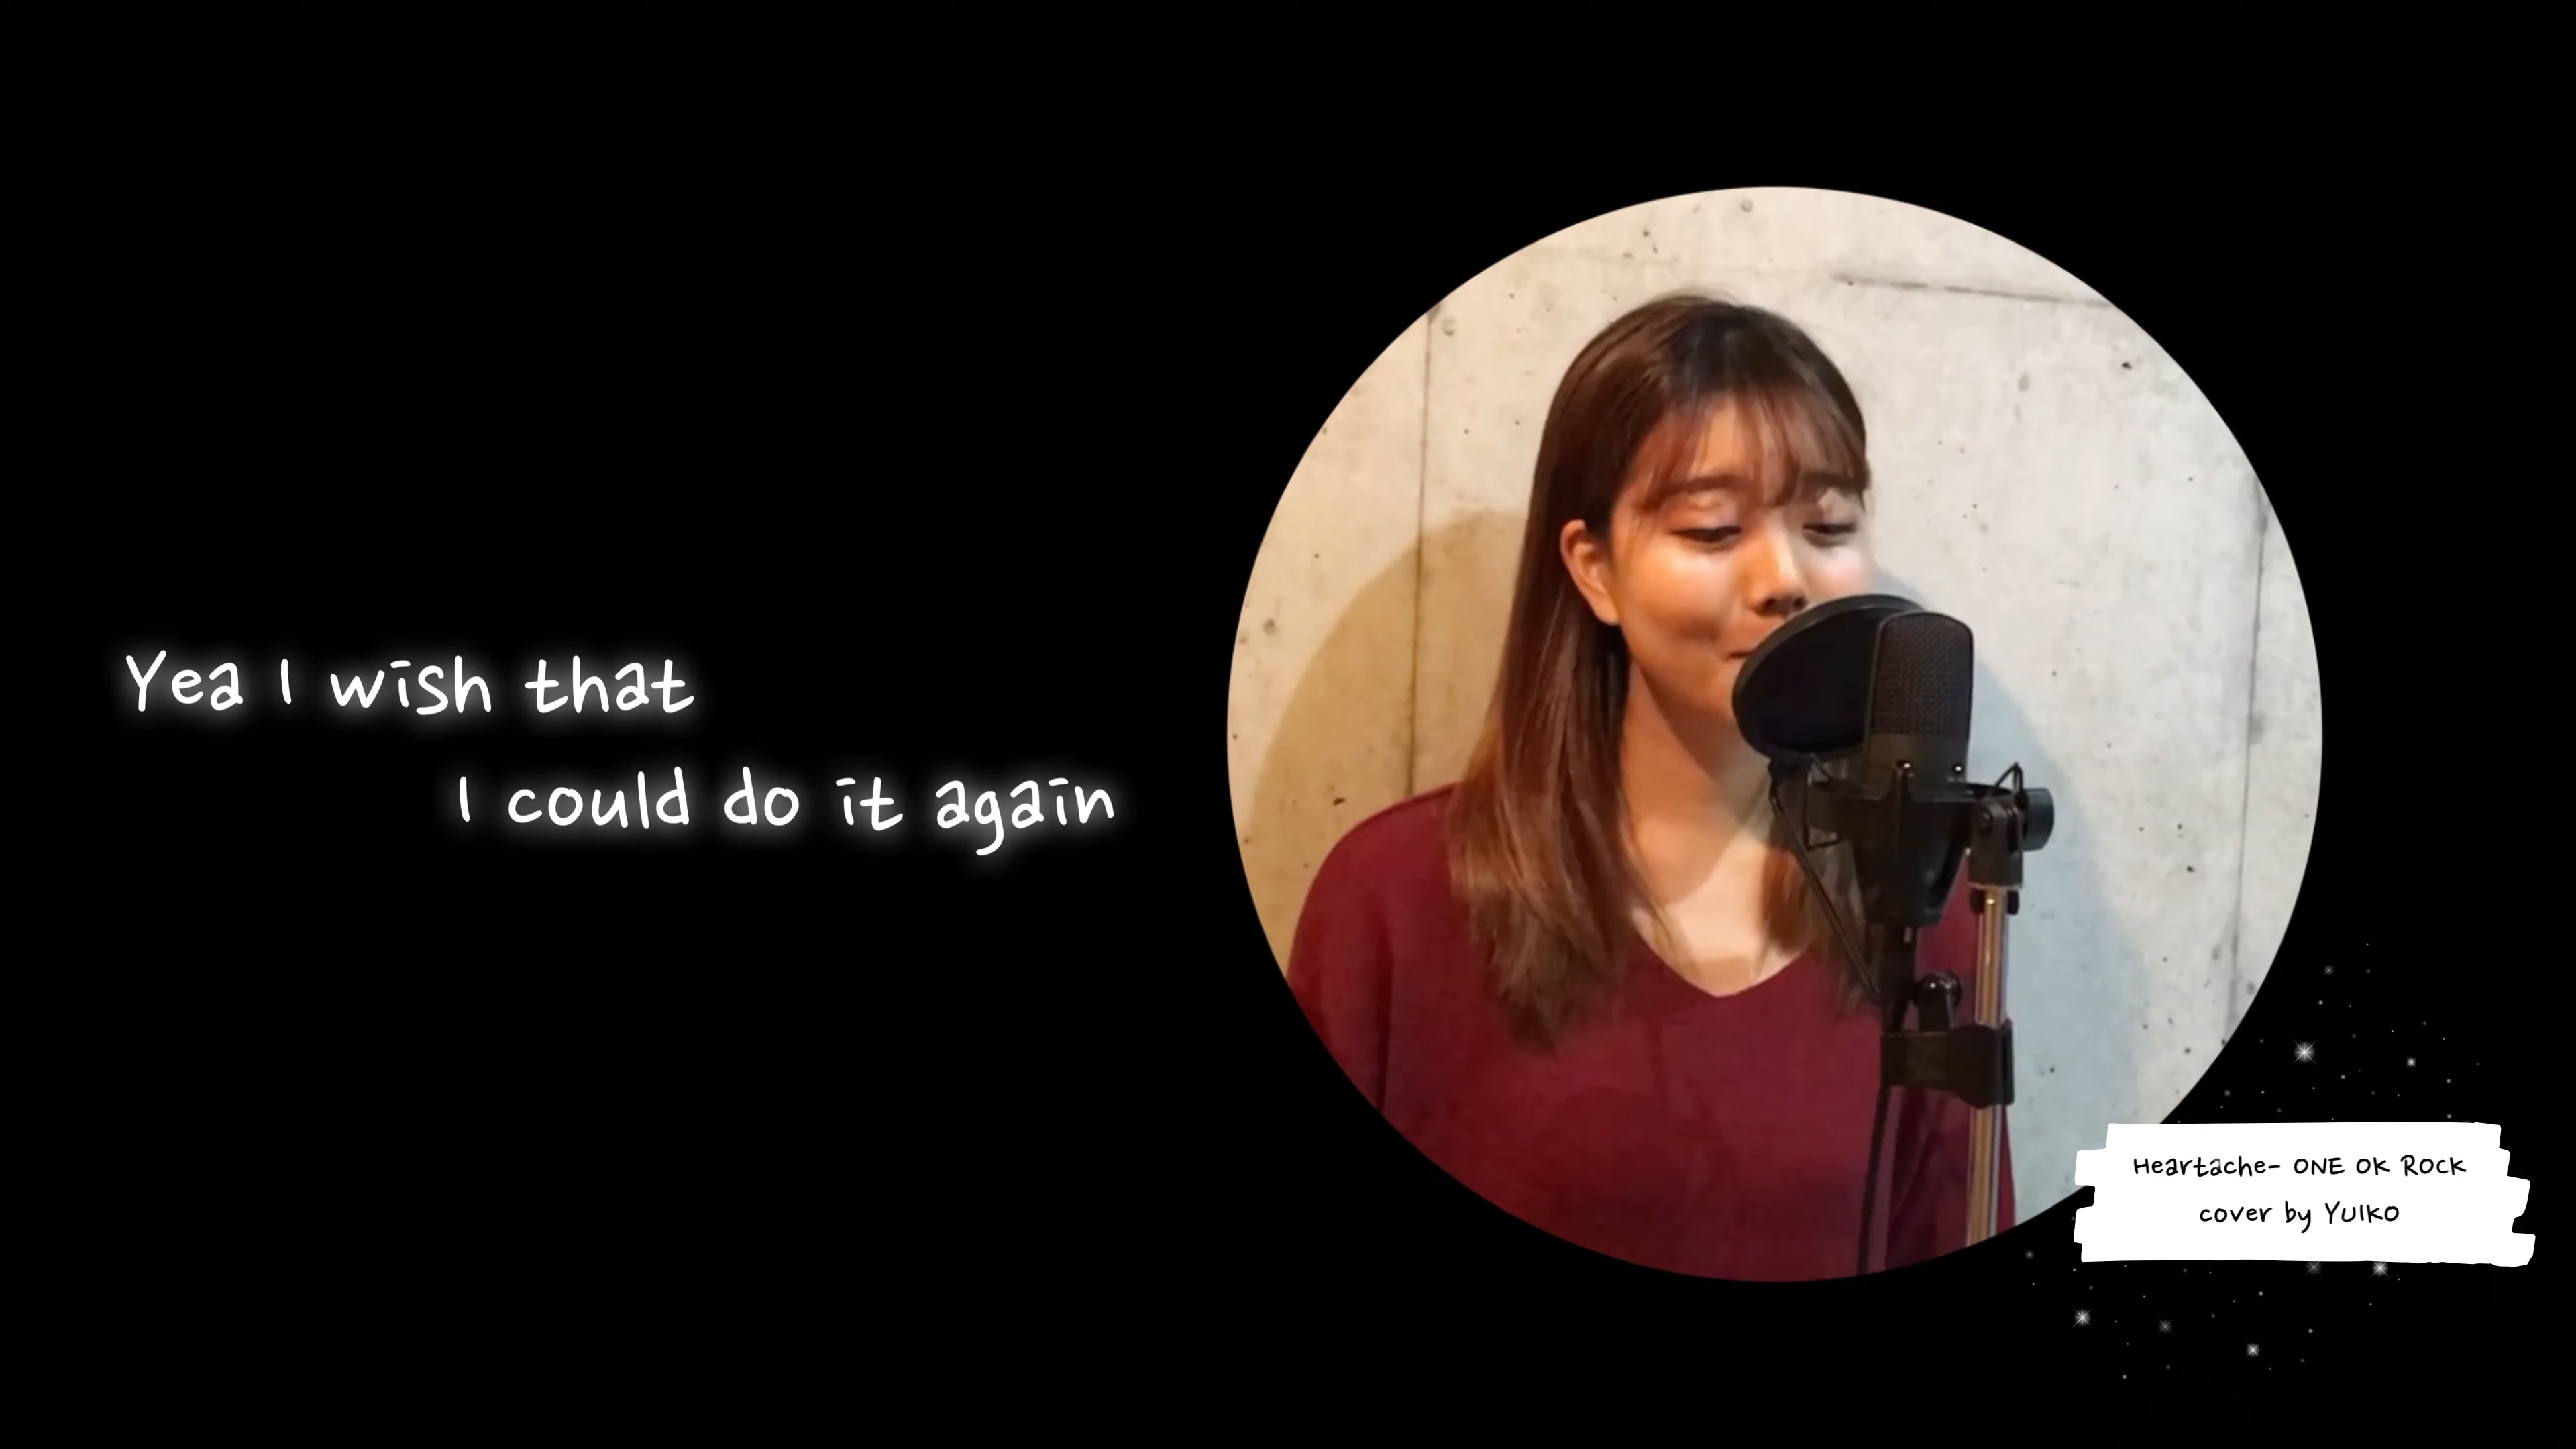 Yea I wish that
I could do it again
Heartache- ONE OK ROCK
cover by YUIKO